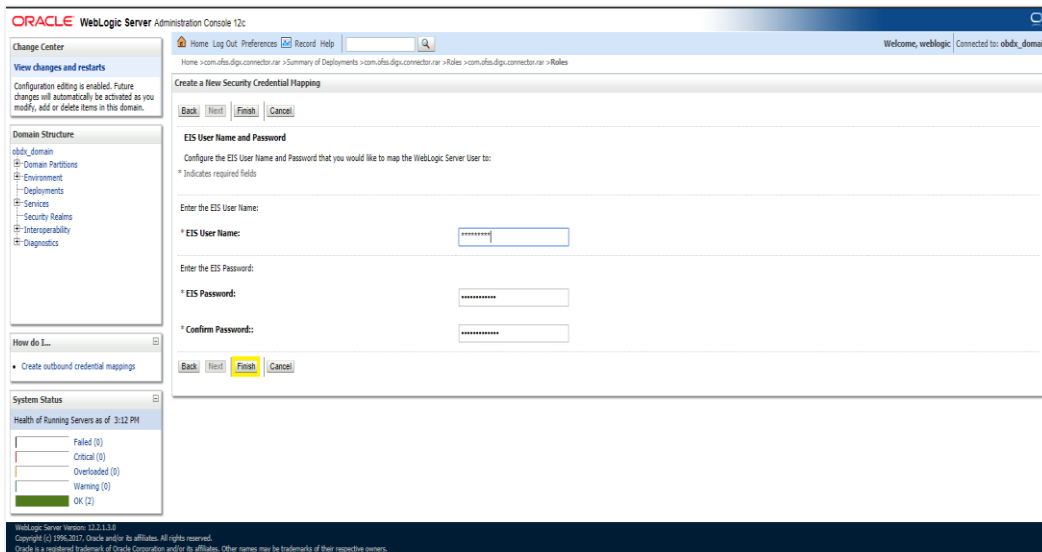 ORACLE WebLogic Server Administration Console 12c
Change Center
View changes and restarts
Configuration editing is enabled. Future
changes will automatically be activated as you
modify, add or delete items in this domain.
Domain Structure
obdx_domain
Domain Partitions
Environment
Deployments
Services
Security Realms
Interoperability
Diagnostics
How do I...
Create outbound credential mappings
System Status
Health of Running Servers as of 3:12 PM
Failed (0)
Critical (0)
Overloaded (0)
Warning (0)
OK (2)
Home Log Out Preferences Record Help
Welcome, weblogic Connected to: obdx_domai
Home >com.ofss.digx.connector.rar >Summary of Deployments >com.ofss.digx.connector.rar >Roles >com.ofss.digx.connector.rar >Roles
Create a New Security Credential Mapping
Back Next Finish Cancel
EIS User Name and Password
Configure the EIS User Name and Password that you would like to map the WebLogic Server User to:
* Indicates required fields
Enter the EIS User Name:
* EIS User Name: *********
Enter the EIS Password:
* EIS Password: ••••••••••••
* Confirm Password:: •••••••••••••
Back Next Finish Cancel
WebLogic Server Version: 12.2.1.3.0
Copyright (c) 1996,2017, Oracle and/or its affiliates. All rights reserved.
Oracle is a registered trademark of Oracle Corporation and/or its affiliates. Other names may be trademarks of their respective owners.